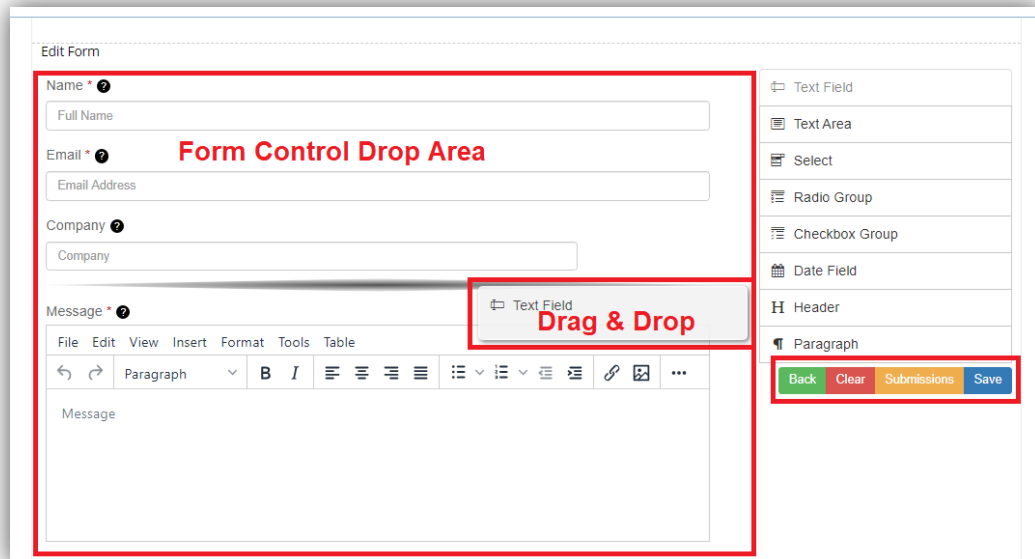 Edit Form
Name * ?
Full Name
Form Control Drop Area
Email * ?
Email Address
Company ?
Company
Text Field
Drag & Drop
Message * ?
File Edit View Insert Format Tools Table
Paragraph B I
Message
Text Field
Text Area
Select
Radio Group
Checkbox Group
Date Field
H Header
¶ Paragraph
Back Clear Submissions Save